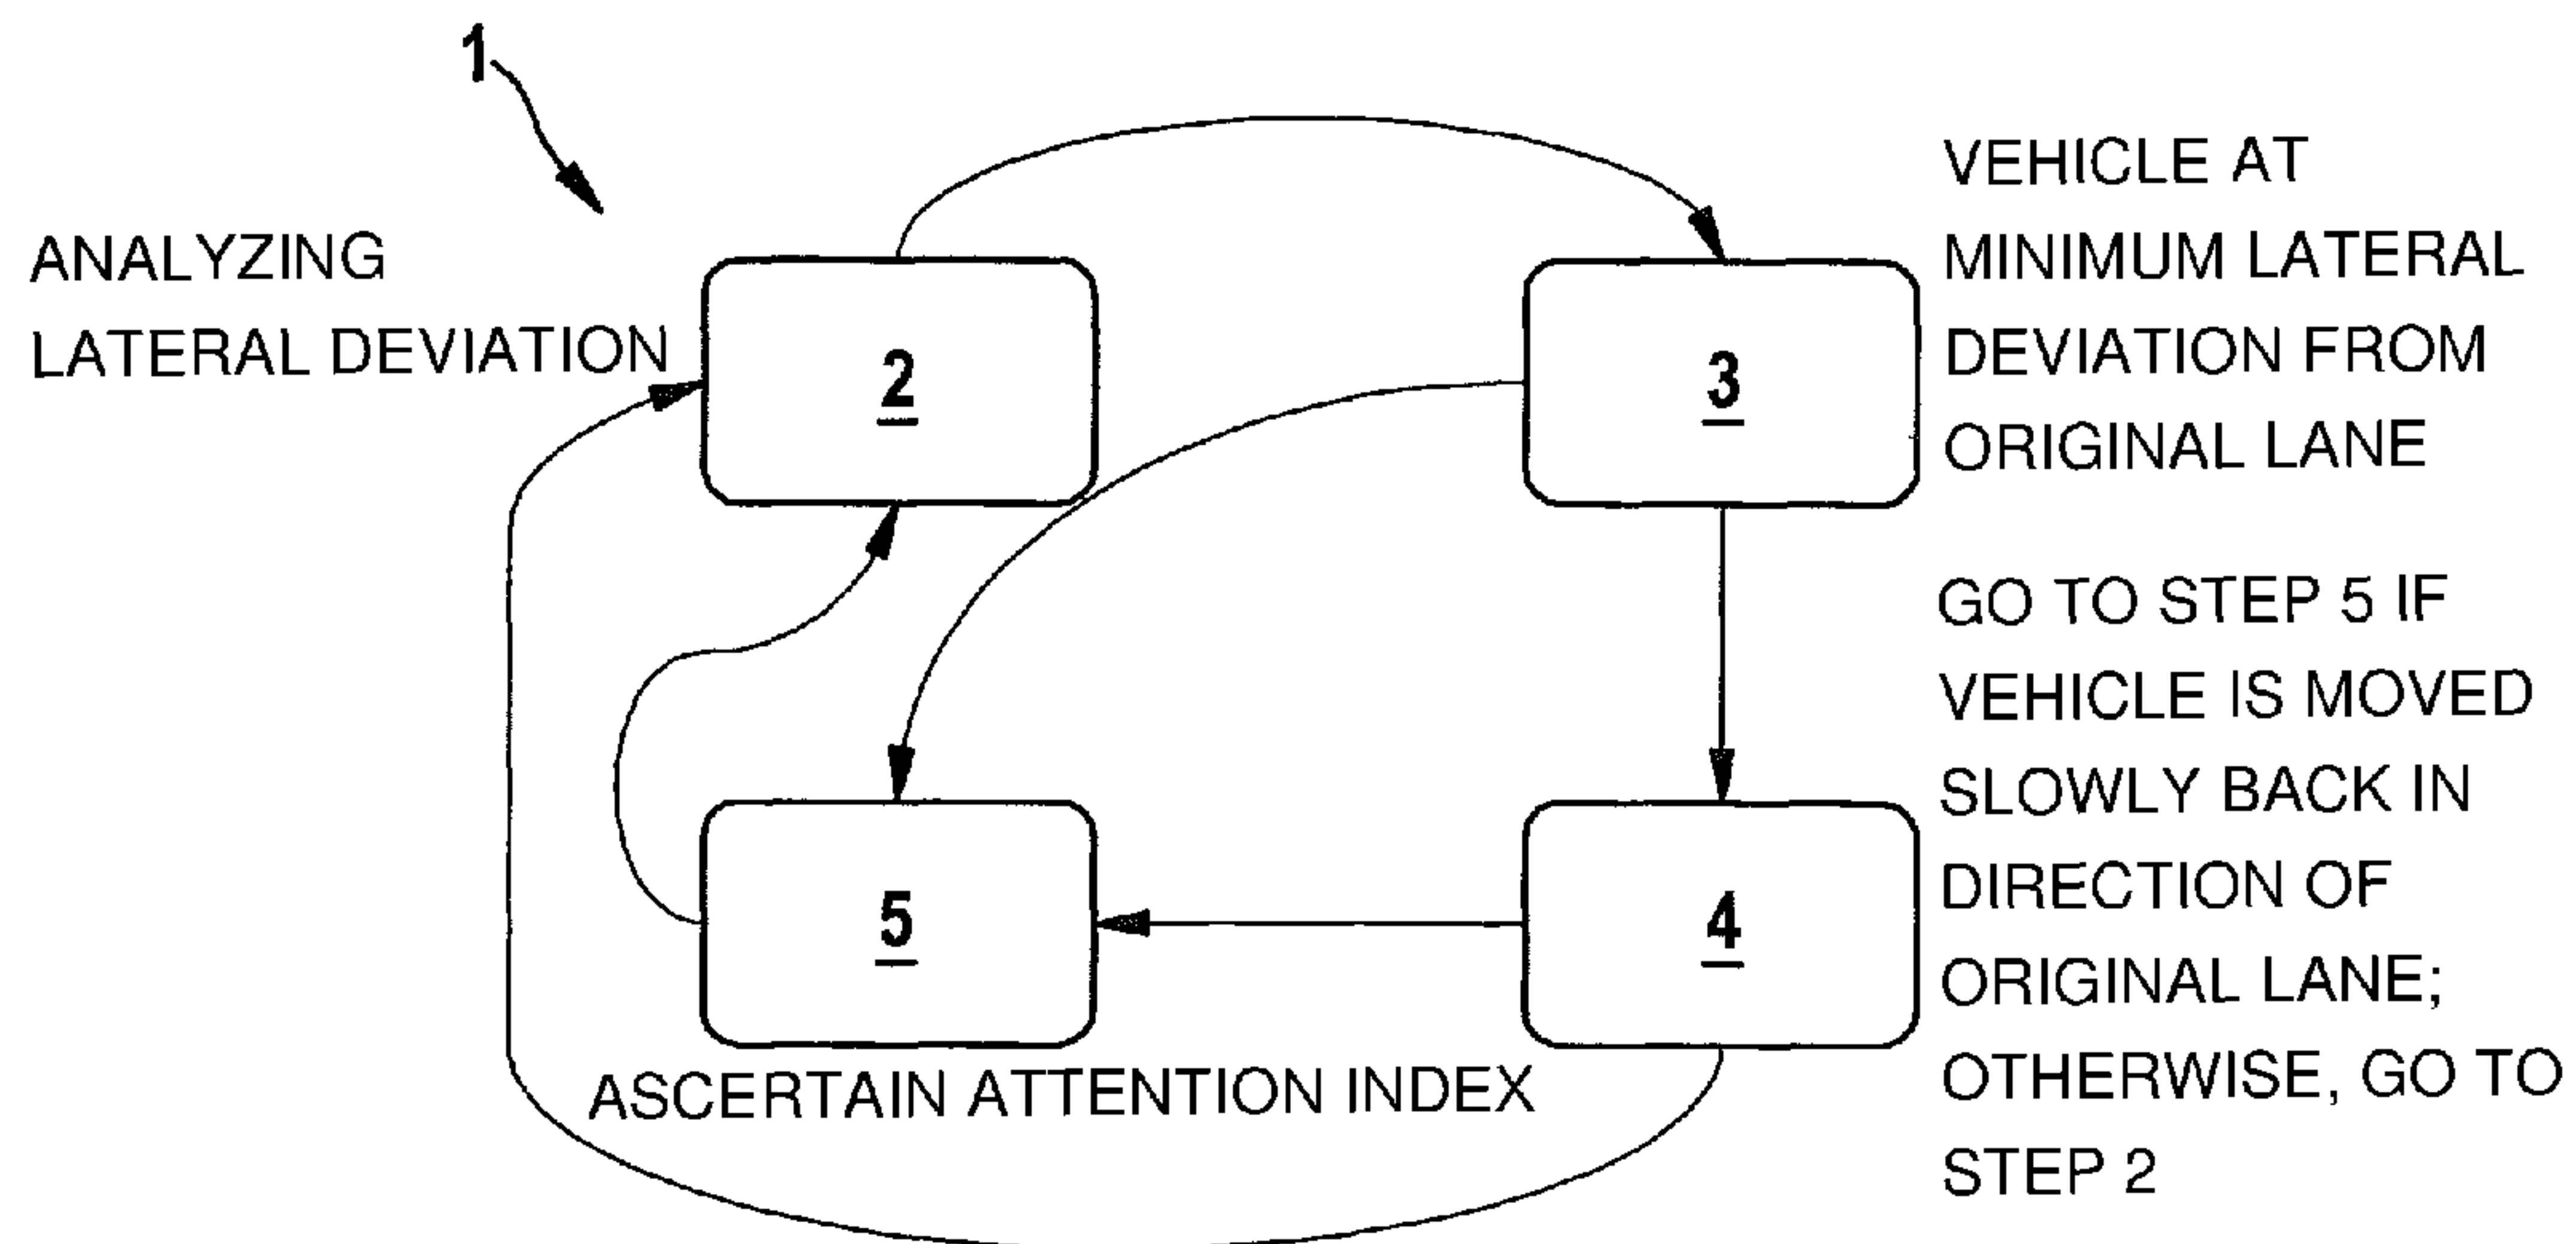 1
ANALYZING
LATERAL DEVIATION
2
3
VEHICLE AT
MINIMUM LATERAL
DEVIATION FROM
ORIGINAL LANE
GO TO STEP 5 IF
VEHICLE IS MOVED
SLOWLY BACK IN
DIRECTION OF
ORIGINAL LANE;
OTHERWISE, GO TO
STEP 2
5
4
ASCERTAIN ATTENTION INDEX